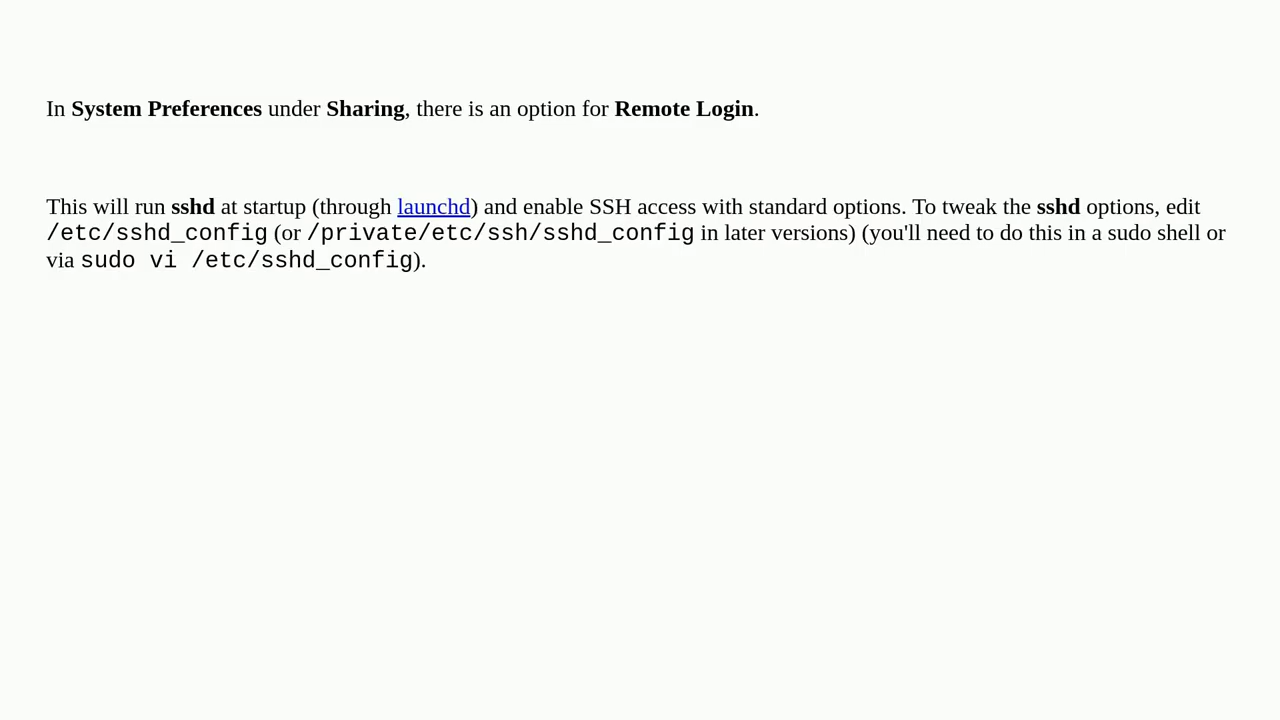 In System Preferences under Sharing, there is an option for Remote Login.
This will run sshd at startup (through launchd) and enable SSH access with standard options. To tweak the sshd options, edit
/etc/sshd_config (or /private/etc/ssh/sshd_config in later versions) (you'll need to do this in a sudo shell or
via sudo vi /etc/sshd_config).